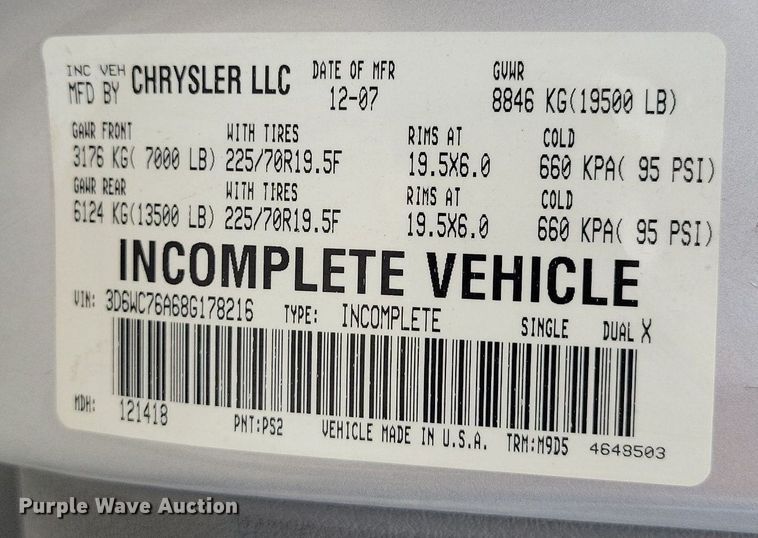 INC VEH MFD BY CHRYSLER LLC DATE OF MFR 12-07 GVWR 8846 KG(19500 LB)
GAWR FRONT WITH TIRES RIMS AT COLD
3176 KG( 7000 LB) 225/70R19.5F 19.5X6.0 660 KPA( 95 PSI)
GAWR REAR WITH TIRES RIMS AT COLD
6124 KG(13500 LB) 225/70R19.5F 19.5X6.0 660 KPA( 95 PSI)
INCOMPLETE VEHICLE
VIN: 3D6WC76A68G178216 TYPE: INCOMPLETE SINGLE DUAL X
MDH: 121418 PNT:PS2 VEHICLE MADE IN U.S.A. TRM:M9D5 4648503
Purple Wave Auction